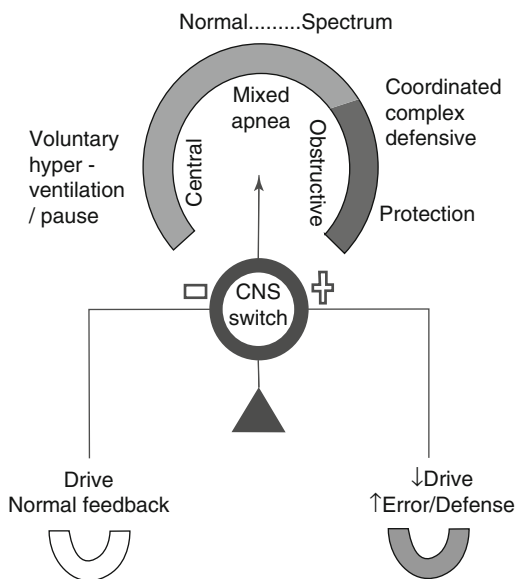 Normal.........Spectrum
Coordinated
complex
defensive
Mixed
apnea
Voluntary
hyper -
ventilation
/ pause
Central
Obstructive
Protection
CNS
switch
Drive
Normal feedback
↓Drive
↑Error/Defense